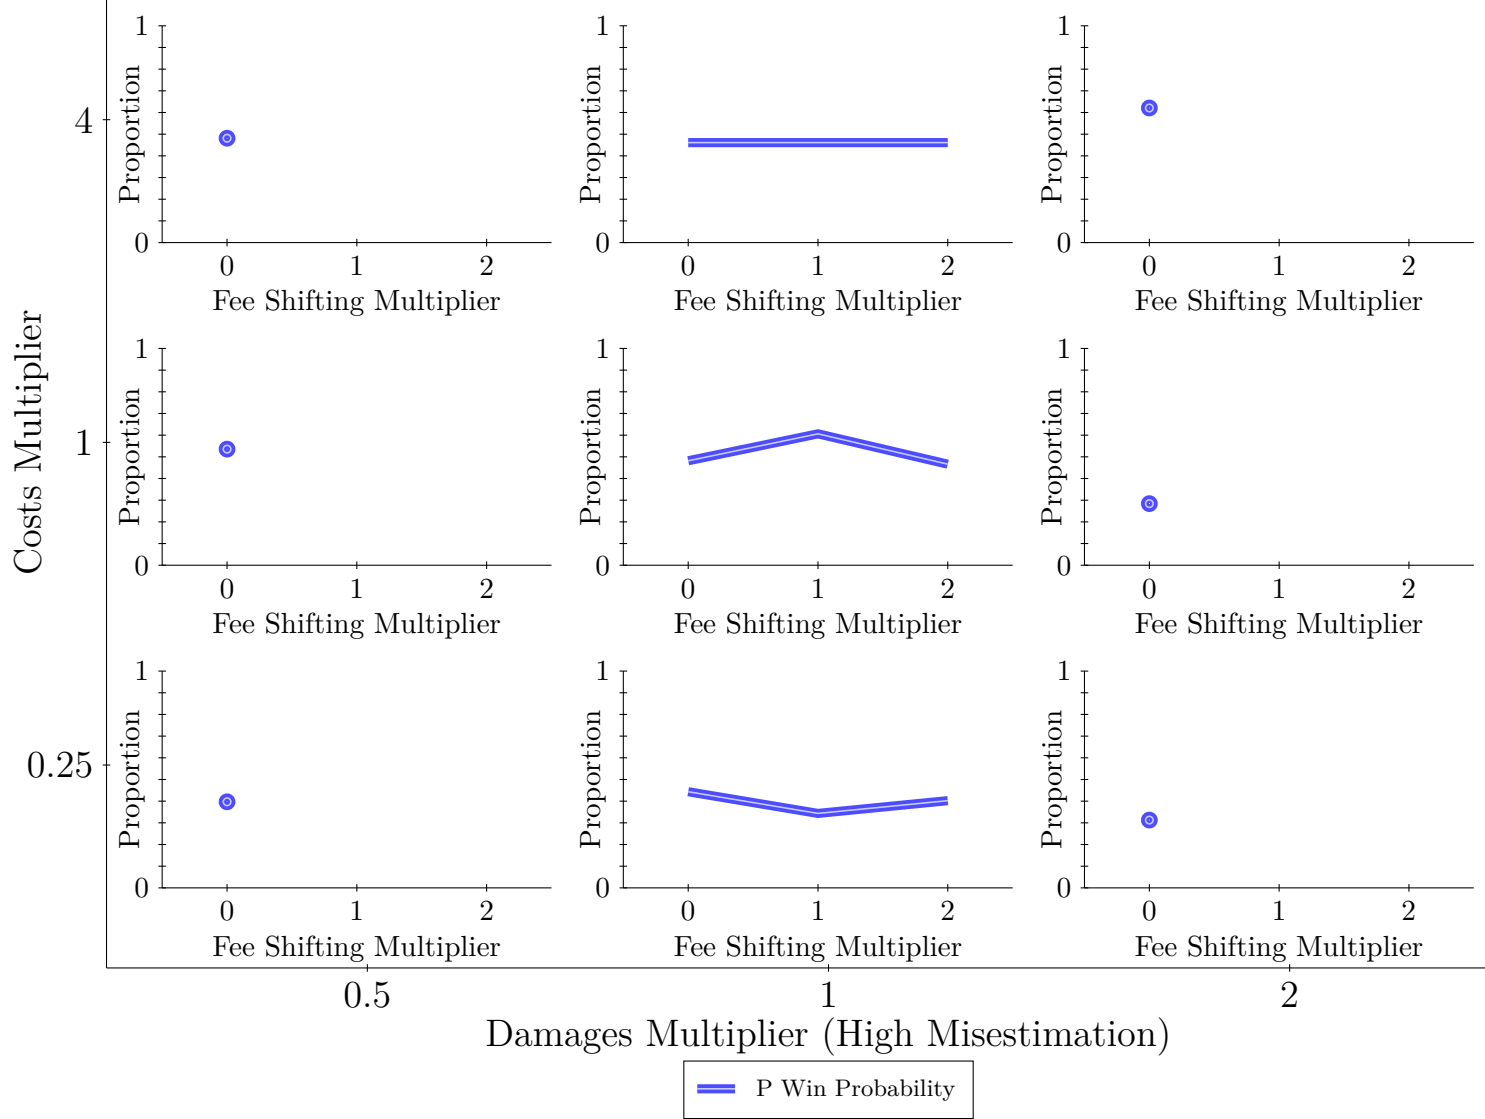 1
Proportion
0
0 1 2
Fee Shifting Multiplier
1
Proportion
0
0 1 2
Fee Shifting Multiplier
1
Proportion
0
0 1 2
Fee Shifting Multiplier
4
1
Proportion
0
0 1 2
Fee Shifting Multiplier
1
Proportion
0
0 1 2
Fee Shifting Multiplier
1
Proportion
0
0 1 2
Fee Shifting Multiplier
1
Costs Multiplier
1
Proportion
0
0 1 2
Fee Shifting Multiplier
1
Proportion
0
0 1 2
Fee Shifting Multiplier
1
Proportion
0
0 1 2
Fee Shifting Multiplier
0.25
0.5 1 2
Damages Multiplier (High Misestimation)
P Win Probability